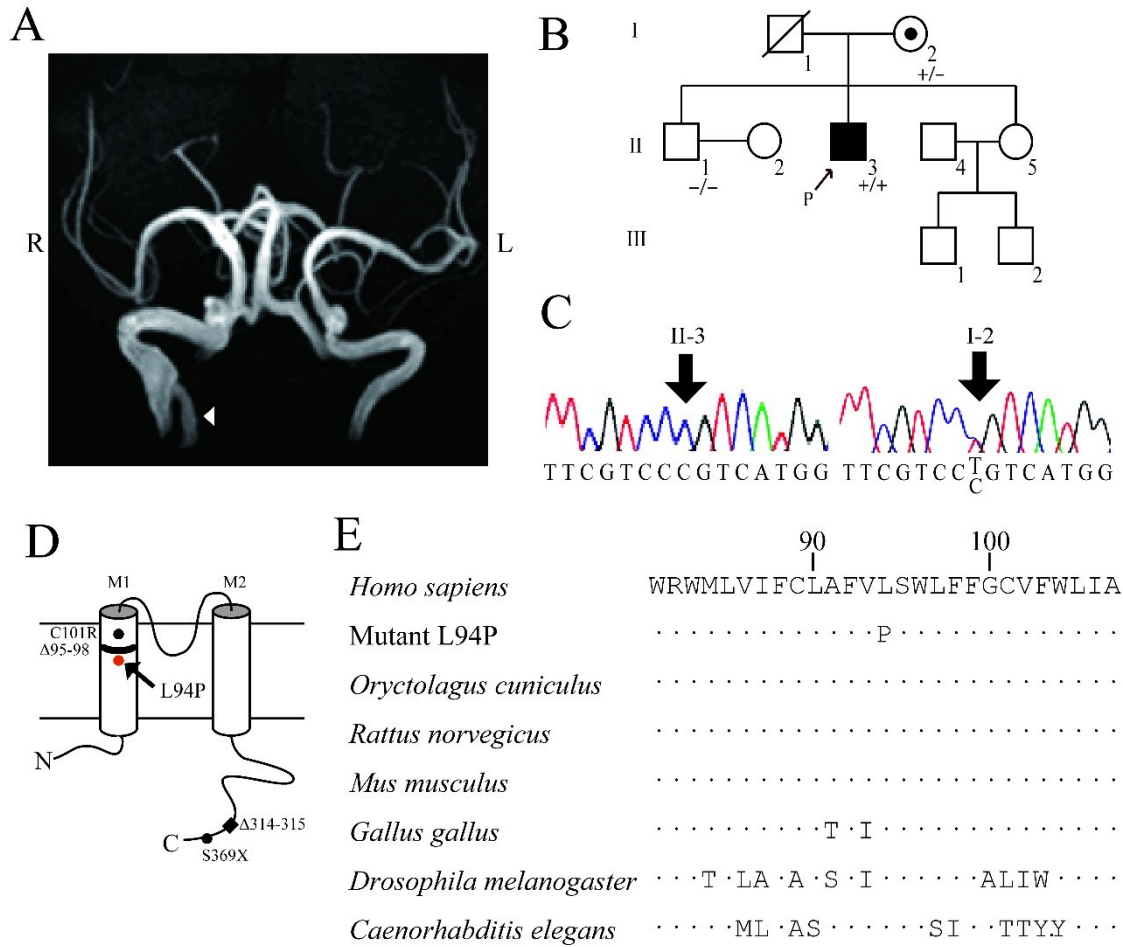 A
R
L
B
I
1
2
+/−
II
1
−/−
2
P
3
+/+
4
5
III
1
2
C
II-3
I-2
TTCGTCCCGTCATGG
TTCGTCCTGTCATGG
C
D
M1
M2
C101R
Δ95-98
L94P
N
C
Δ314-315
S369X
E
90 100
Homo sapiens WRWMLVIFCLAFVLSWLFFGCVFWLIA
Mutant L94P ·············P·············
Oryctolagus cuniculus ···························
Rattus norvegicus ···························
Mus musculus ···························
Gallus gallus ··········T·I··············
Drosophila melanogaster ···T·LA·A·S·I······ALIW····
Caenorhabditis elegans ·····ML·AS······SI··TTYY···